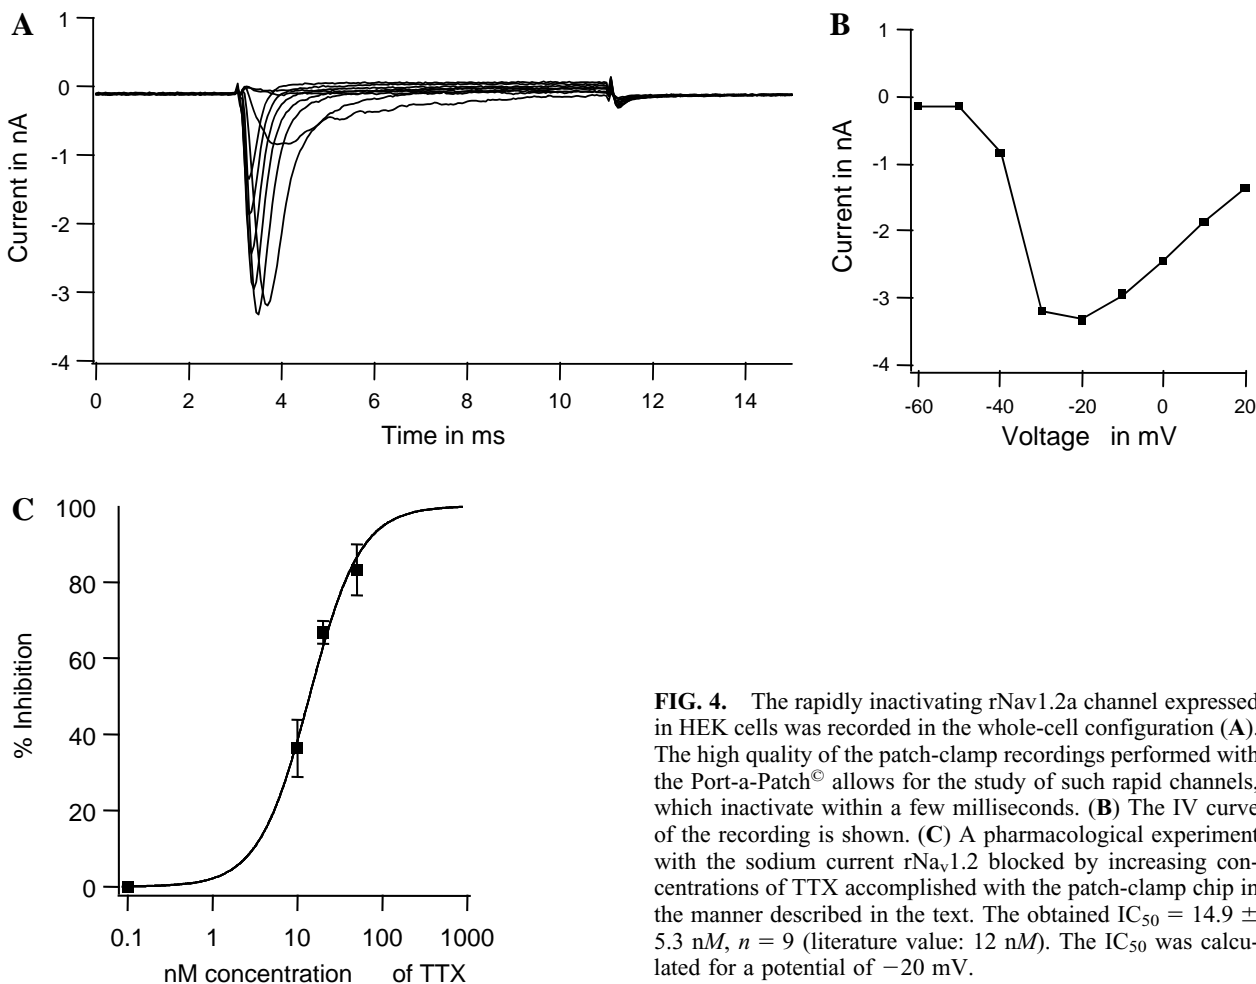 A
1
0
-1
-2
-3
-4
Current in nA
0
2
4
6
8
10
12
14
Time in ms
B
1
0
-1
-2
-3
-4
Current in nA
-60
-40
-20
0
20
Voltage in mV
C
100
80
60
40
20
0
% Inhibition
0.1
1
10
100
1000
nM concentration of TTX
FIG. 4. The rapidly inactivating rNav1.2a channel expressed
in HEK cells was recorded in the whole-cell configuration (A).
The high quality of the patch-clamp recordings performed with
the Port-a-Patch© allows for the study of such rapid channels,
which inactivate within a few milliseconds. (B) The IV curve
of the recording is shown. (C) A pharmacological experiment
with the sodium current rNaᵥ1.2 blocked by increasing con-
centrations of TTX accomplished with the patch-clamp chip in
the manner described in the text. The obtained IC₅₀ = 14.9 ±
5.3 nM, n = 9 (literature value: 12 nM). The IC₅₀ was calcu-
lated for a potential of −20 mV.